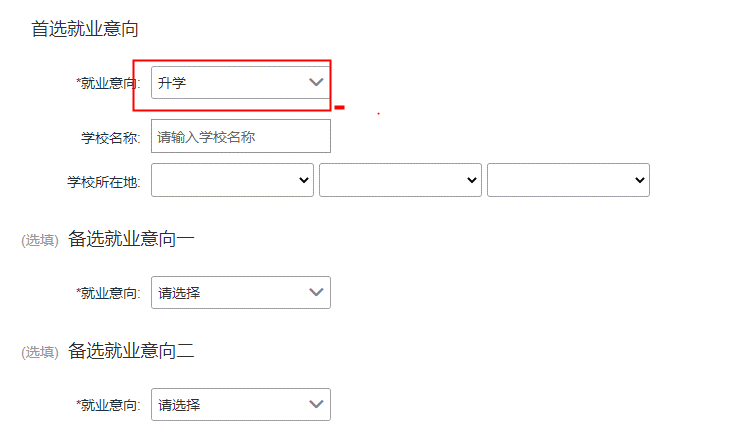 首选就业意向
*就业意向: 升学
学校名称: 请输入学校名称
学校所在地:
(选填) 备选就业意向一
*就业意向: 请选择
(选填) 备选就业意向二
*就业意向: 请选择